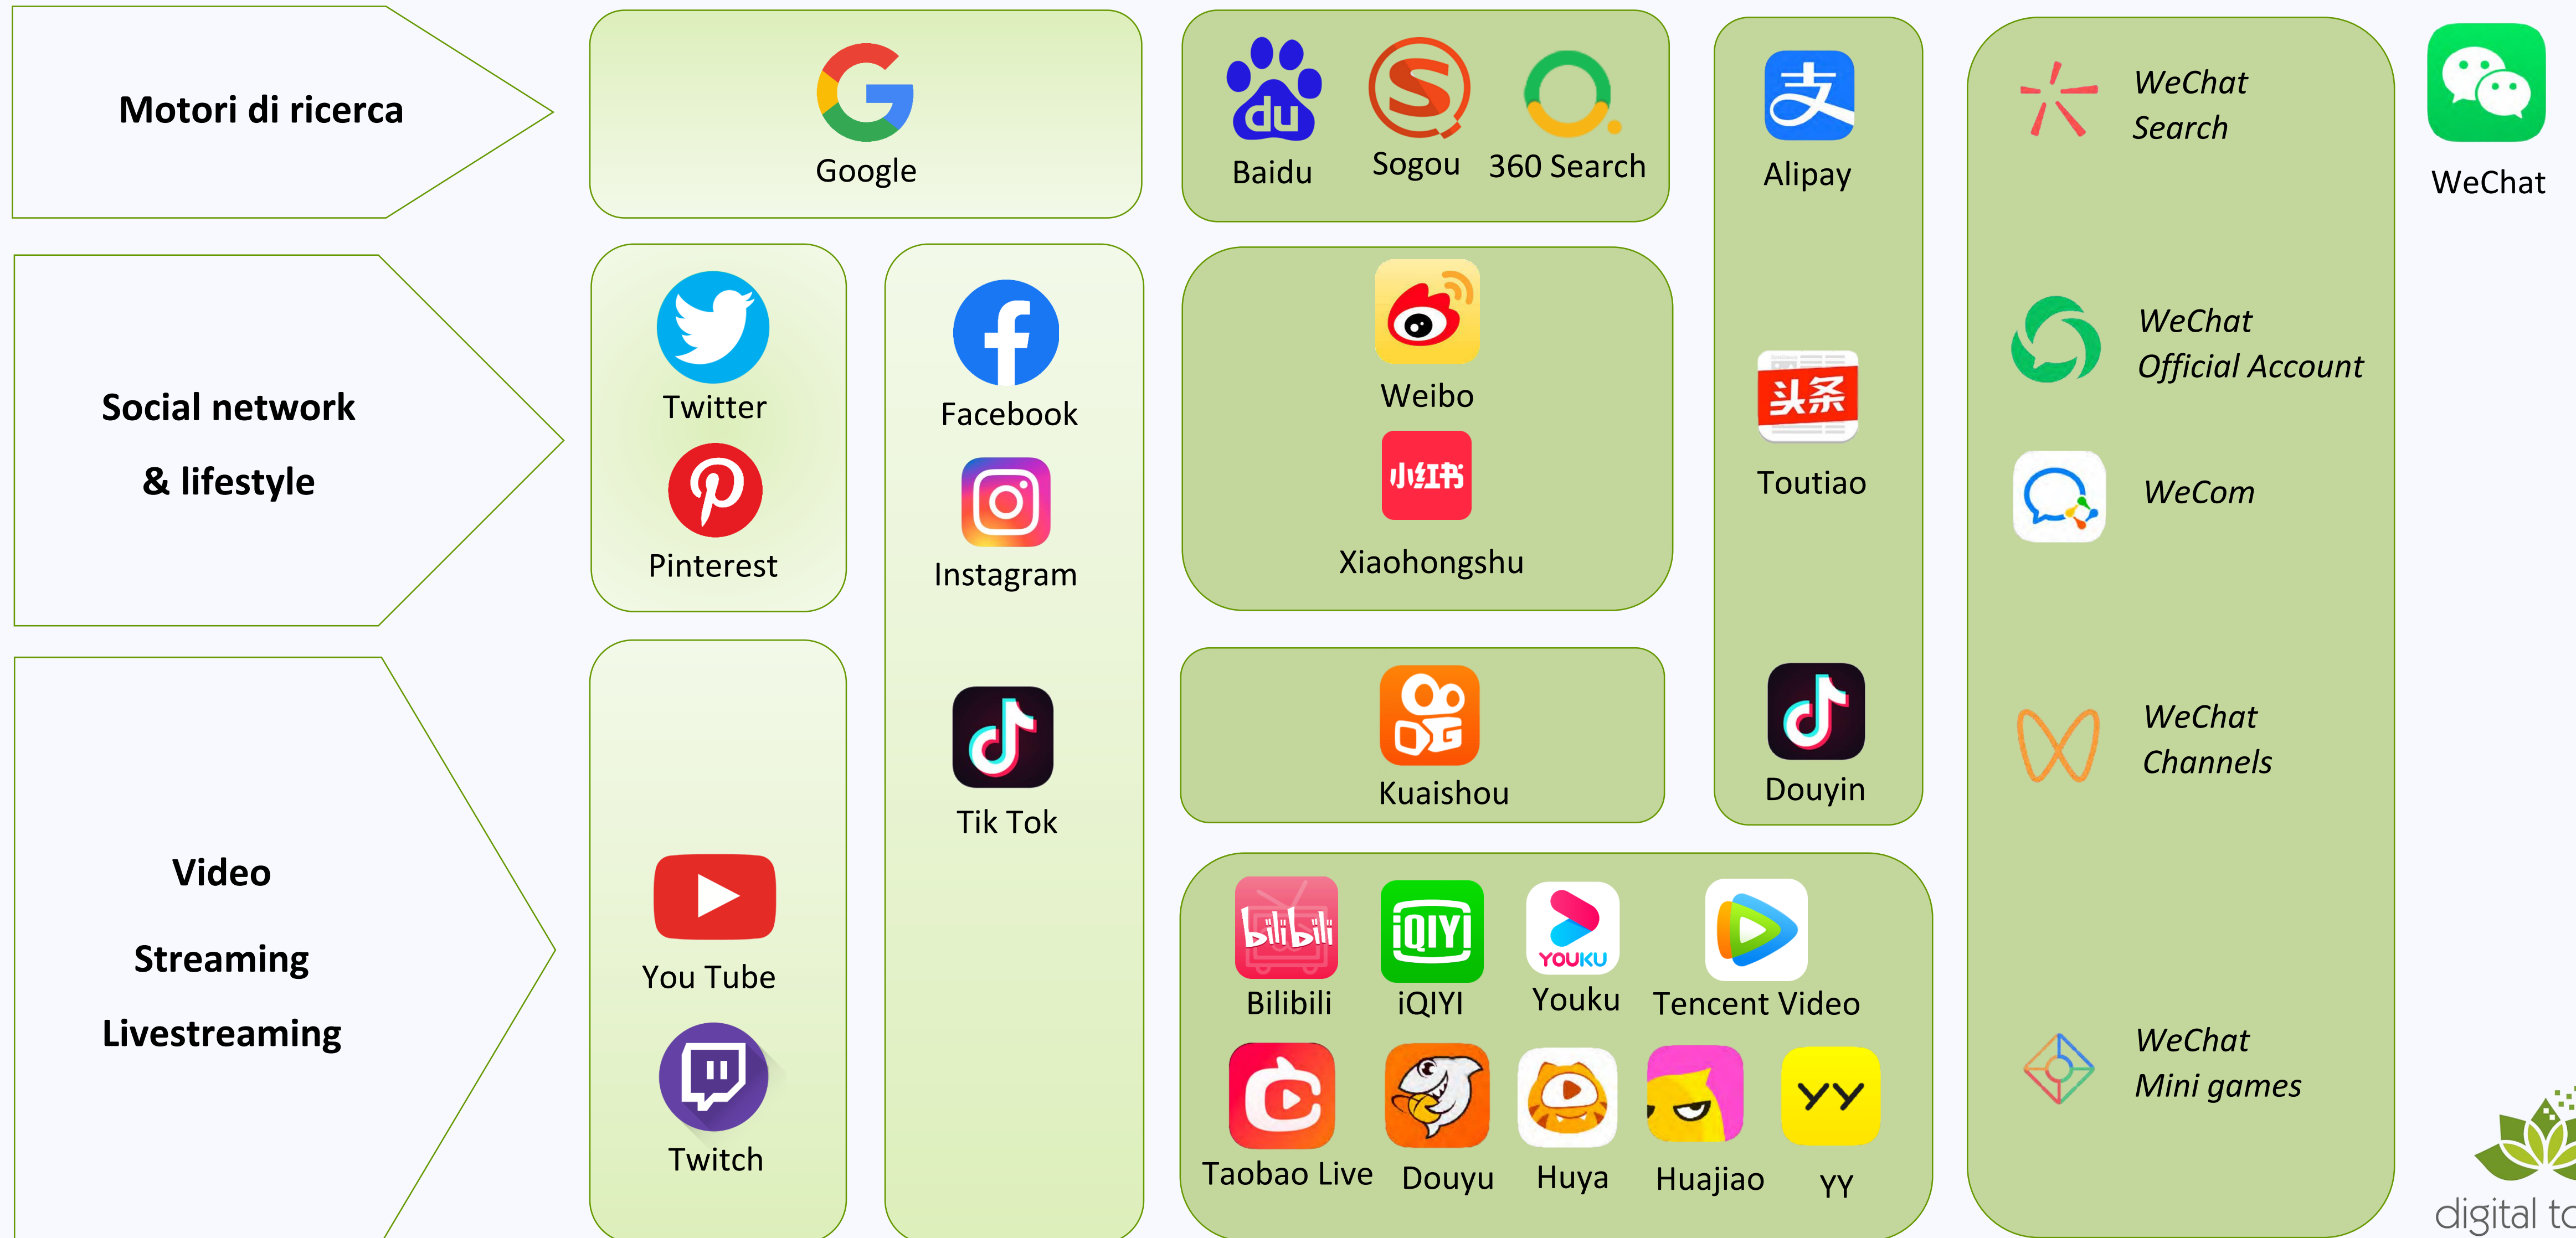 Motori di ricerca
Google
du
Baidu
S
Sogou
360 Search
支
Alipay
WeChat
Search
WeChat
Social network
& lifestyle
Twitter
Pinterest
Facebook
Instagram
Weibo
小红书
Xiaohongshu
头条
Toutiao
WeChat
Official Account
WeCom
Video
Streaming
Livestreaming
You Tube
Twitch
Tik Tok
Kuaishou
Douyin
WeChat
Channels
bilibili
Bilibili
iQIYI
iQIYI
YOUKU
Youku
Tencent Video
Taobao Live
Douyu
Huya
Huajiao
YY
YY
WeChat
Mini games
digital